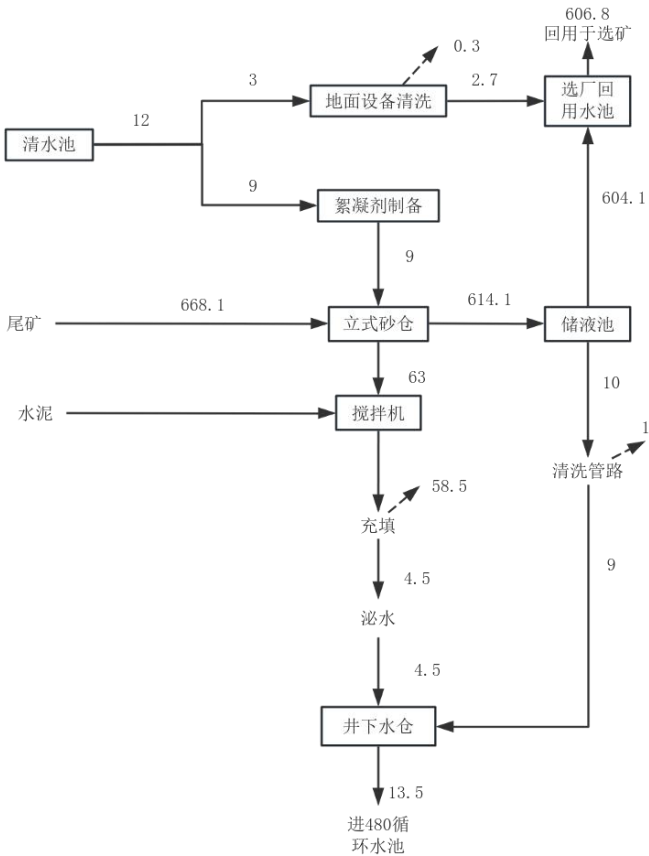 606.8
回用于选矿
0.3
3
地面设备清洗
2.7
选厂回
用水池
12
清水池
9
絮凝剂制备
604.1
9
尾矿
668.1
立式砂仓
614.1
储液池
63
10
水泥
搅拌机
1
清洗管路
58.5
充填
9
4.5
泌水
4.5
井下水仓
13.5
进480循
环水池